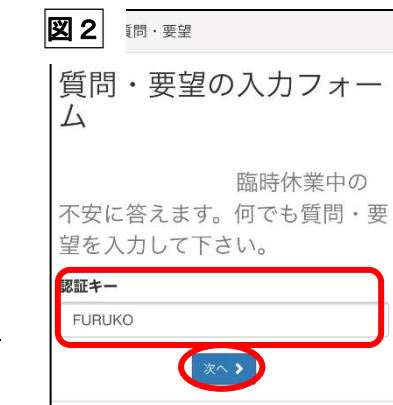 図2
質問・要望
質問・要望の入力フォー
ム
臨時休業中の
不安に答えます。何でも質問・要
望を入力して下さい。
認証キー
FURUKO
次へ